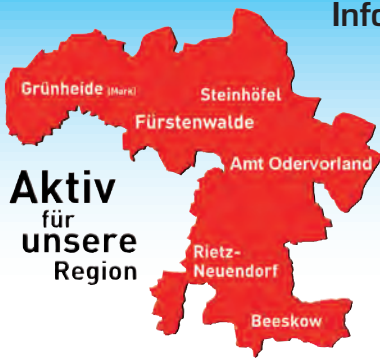 Info
Grünheide (Mark)
Steinhöfel
Fürstenwalde
Amt Odervorland
Aktiv
für
unsere
Region
Rietz-
Neuendorf
Beeskow